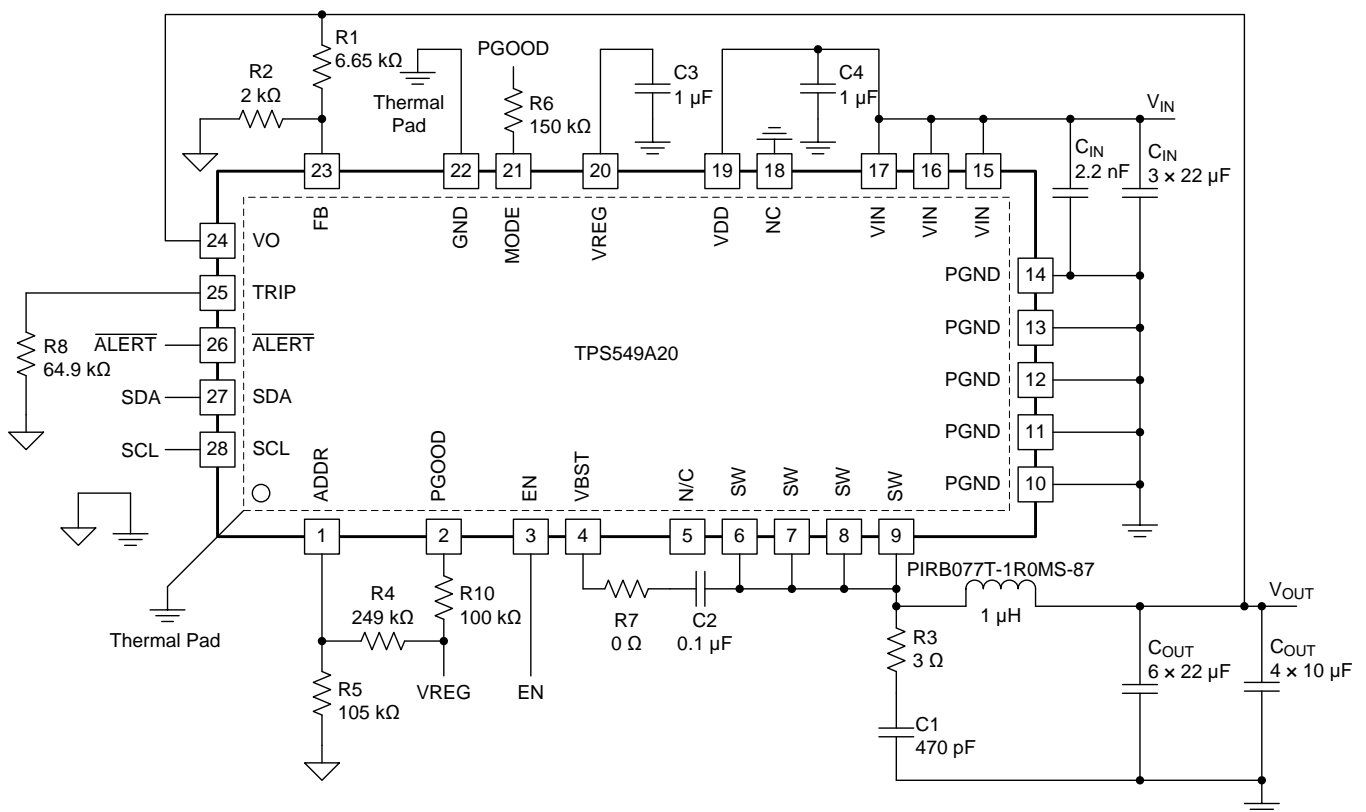 R1
6.65 kΩ
R2
2 kΩ
Thermal
Pad
PGOOD
R6
150 kΩ
C3
1 µF
C4
1 µF
VIN
CIN
2.2 nF
CIN
3 × 22 µF
23
22
21
20
19
18
17
16
15
FB
GND
MODE
VREG
VDD
NC
VIN
VIN
VIN
24
VO
25
TRIP
ALERT
26
ALERT
SDA
27
SDA
SCL
28
SCL
R8
64.9 kΩ
TPS549A20
PGND
14
PGND
13
PGND
12
PGND
11
PGND
10
ADDR
PGOOD
EN
VBST
N/C
SW
SW
SW
SW
1
2
3
4
5
6
7
8
9
Thermal Pad
R4
249 kΩ
R10
100 kΩ
R5
105 kΩ
VREG
EN
R7
0 Ω
C2
0.1 µF
PIRB077T-1R0MS-87
1 µH
R3
3 Ω
C1
470 pF
VOUT
COUT
6 × 22 µF
COUT
4 × 10 µF